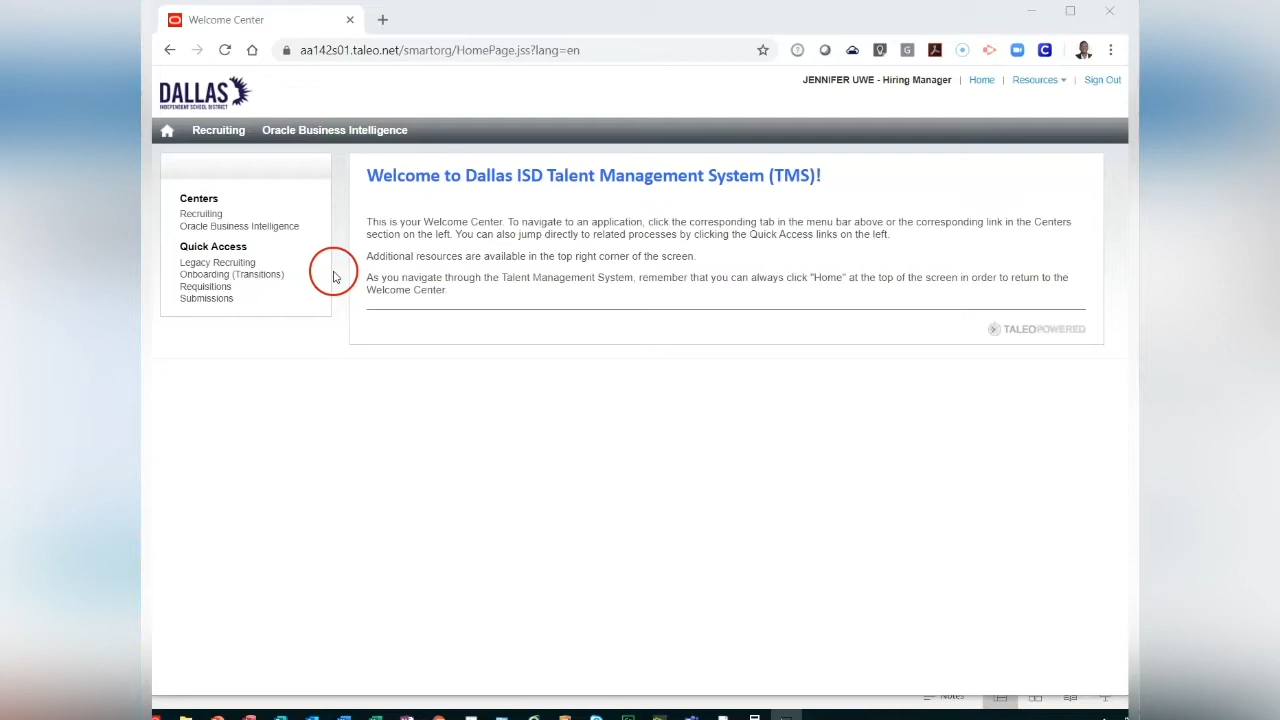 Welcome Center
aa142s01.taleo.net/smartorg/HomePage.jss?lang=en
DALLAS
INDEPENDENT SCHOOL DISTRICT
JENNIFER UWE - Hiring Manager | Home | Resources | Sign Out
Recruiting Oracle Business Intelligence
Centers
Recruiting
Oracle Business Intelligence
Quick Access
Legacy Recruiting
Onboarding (Transitions)
Requisitions
Submissions
Welcome to Dallas ISD Talent Management System (TMS)!
This is your Welcome Center. To navigate to an application, click the corresponding tab in the menu bar above or the corresponding link in the Centers
section on the left. You can also jump directly to related processes by clicking the Quick Access links on the left.
Additional resources are available in the top right corner of the screen.
As you navigate through the Talent Management System, remember that you can always click "Home" at the top of the screen in order to return to the
Welcome Center.
TALEOPOWERED
Notes